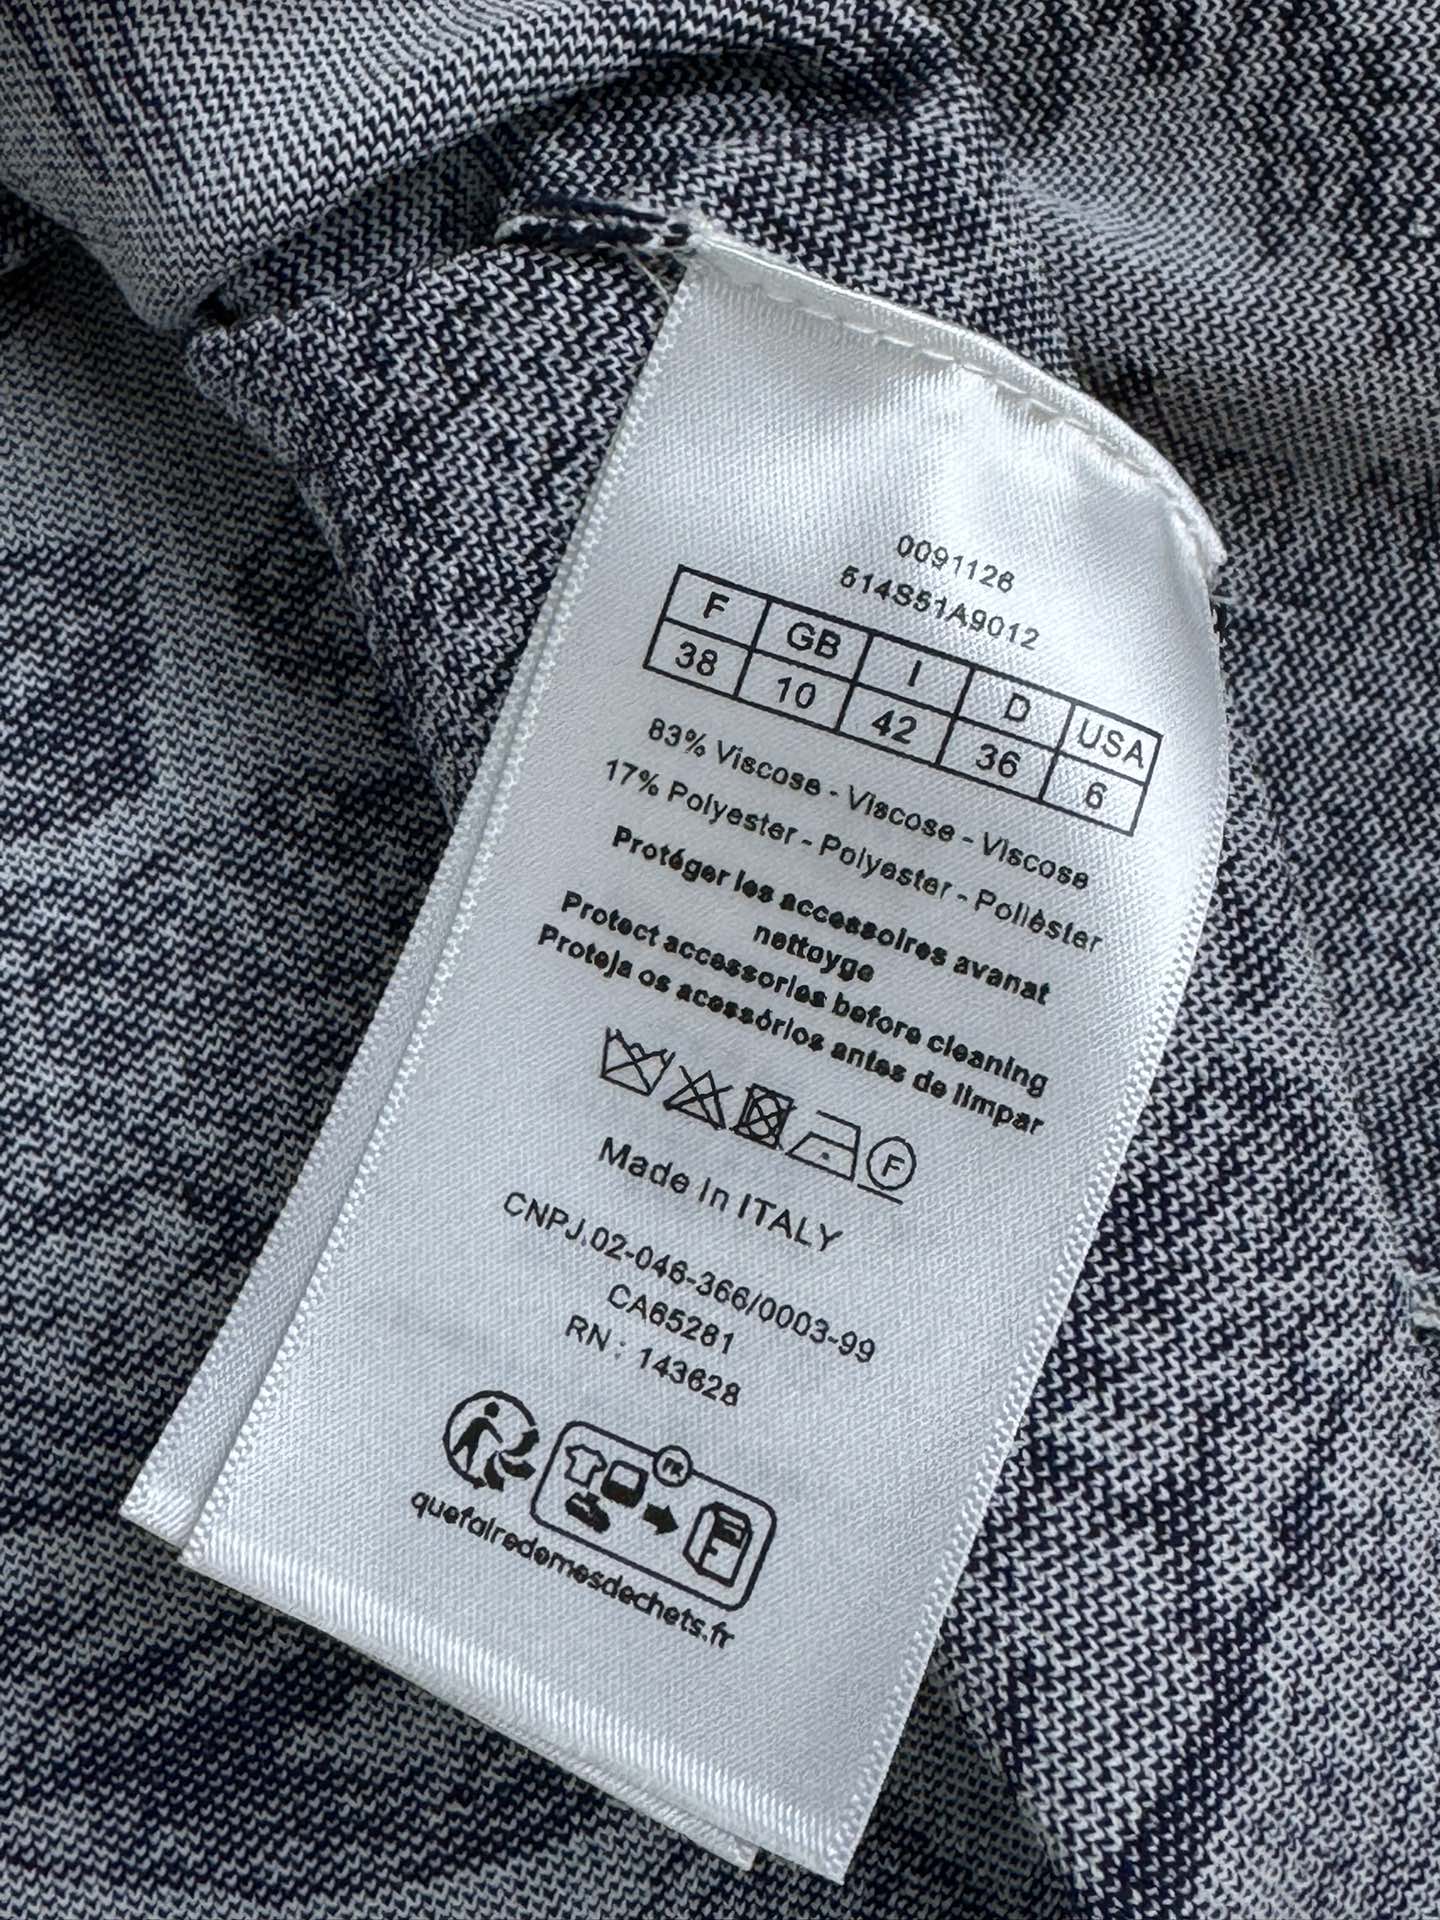 0091126
514S51A9012
F GB I D USA
38 10 42 36 6
83% Viscose - Viscose - Viscose
17% Polyester - Polyester - Polièster
Protéger les accessoires avanat
nettoyge
Protect accessories before cleaning
Proteja os acessórios antes de limpar
F
Made in ITALY
CNPJ.02-046-366/0003-99
CA65281
RN : 143628
FR
quefairedemesdechets.fr